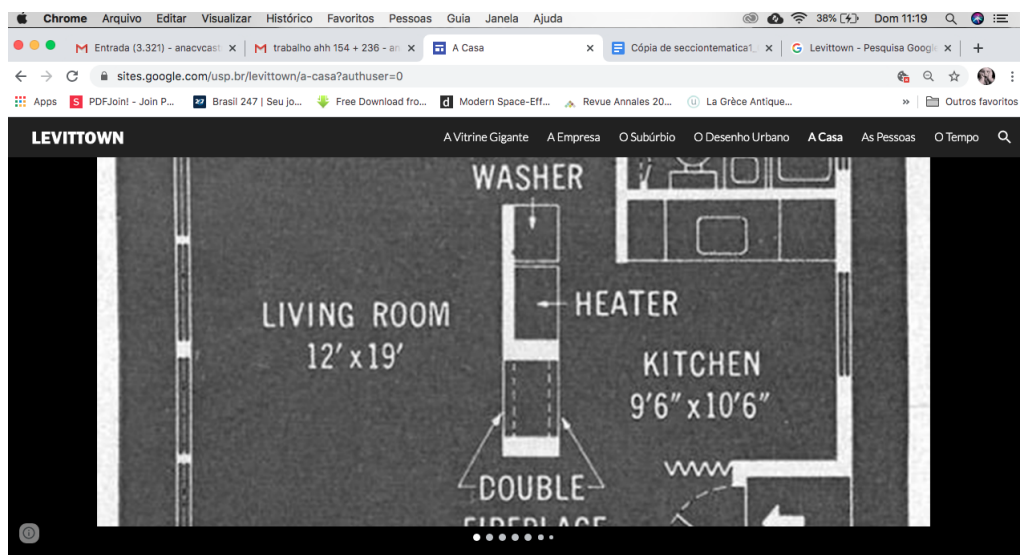 Chrome Arquivo Editar Visualizar Histórico Favoritos Pessoas Guia Janela Ajuda 38% Dom 11:19
Entrada (3.321) - anacvcast
trabalho ahh 154 + 236 - an
A Casa
Cópia de secciontematica1_
Levittown - Pesquisa Google
sites.google.com/usp.br/levittown/a-casa?authuser=0
Apps PDFJoin! - Join P... Brasil 247 | Seu jo... Free Download fro... Modern Space-Eff... Revue Annales 20... La Grèce Antique... » Outros favoritos
LEVITTOWN A Vitrine Gigante A Empresa O Subúrbio O Desenho Urbano A Casa As Pessoas O Tempo
WASHER
HEATER
LIVING ROOM
12' x 19'
KITCHEN
9'6" x 10'6"
DOUBLE
FIREPLACE